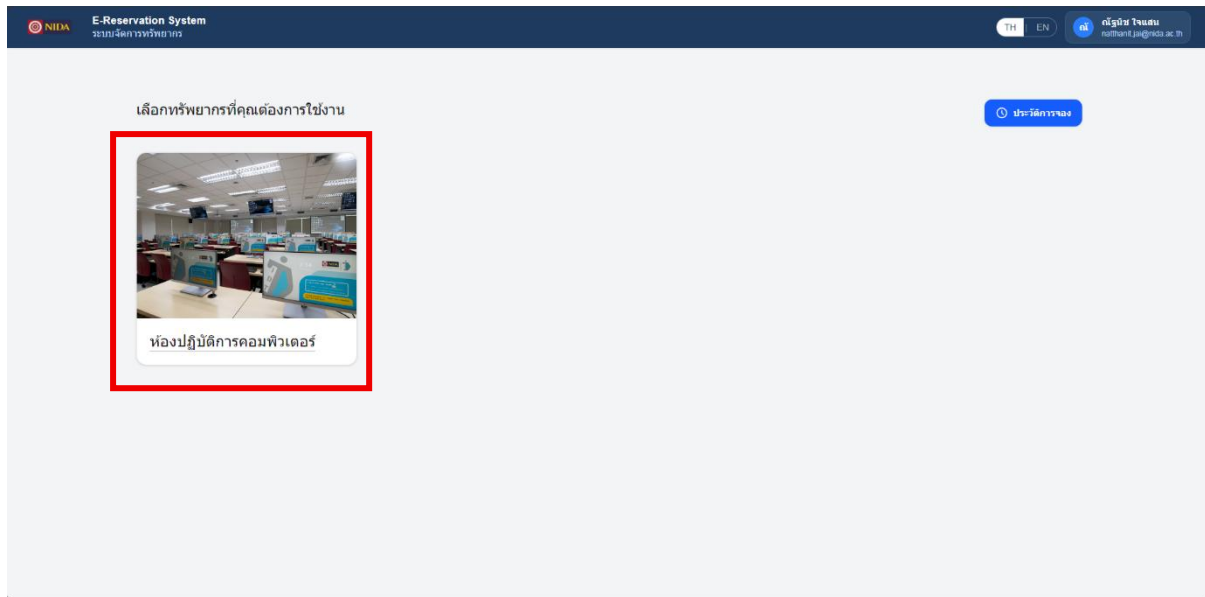 NIDA
E-Reservation System
ระบบจัดการทรัพยากร
TH EN
ณั
ณัฐนิช ใจแสน
natthanit.jai@nida.ac.th
เลือกทรัพยากรที่คุณต้องการใช้งาน
ประวัติการจอง
ห้องปฏิบัติการคอมพิวเตอร์